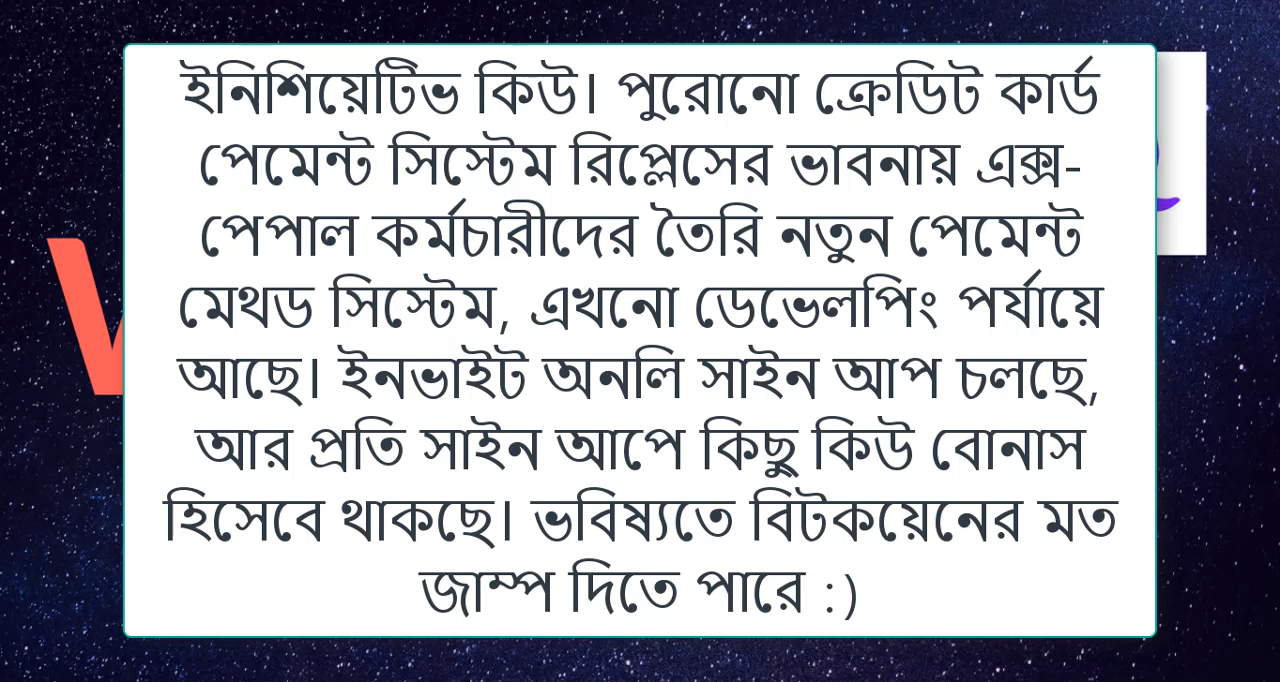 ইনিশিয়েটিভ কিউ। পুরোনো ক্রেডিট কার্ড
পেমেন্ট সিস্টেম রিপ্লেসের ভাবনায় এক্স-
পেপাল কর্মচারীদের তৈরি নতুন পেমেন্ট
মেথড সিস্টেম, এখনো ডেভেলপিং পর্যায়ে
আছে। ইনভাইট অনলি সাইন আপ চলছে,
আর প্রতি সাইন আপে কিছু কিউ বোনাস
হিসেবে থাকছে। ভবিষ্যতে বিটকয়েনের মত
জাম্প দিতে পারে :)